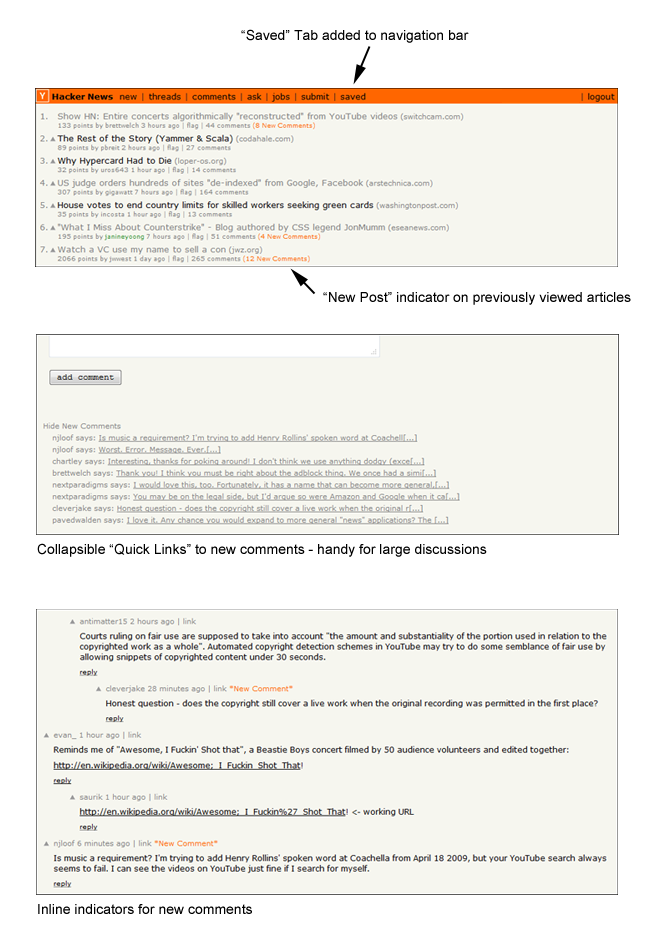 “Saved” Tab added to navigation bar
Y Hacker News new | threads | comments | ask | jobs | submit | saved | logout
1. Show HN: Entire concerts algorithmically "reconstructed" from YouTube videos (switchcam.com)
133 points by brettwelch 3 hours ago | flag | 44 comments (8 New Comments)
2. The Rest of the Story (Yammer & Scala) (codahale.com)
89 points by pbreit 2 hours ago | flag | 27 comments
3. Why Hypercard Had to Die (loper-os.org)
32 points by uros643 1 hour ago | flag | 14 comments
4. US judge orders hundreds of sites "de-indexed" from Google, Facebook (arstechnica.com)
307 points by gigawatt 7 hours ago | flag | 164 comments
5. House votes to end country limits for skilled workers seeking green cards (washingtonpost.com)
35 points by incosta 1 hour ago | flag | 13 comments
6. "What I Miss About Counterstrike" - Blog authored by CSS legend JonMumm (eseanews.com)
195 points by janineyoong 7 hours ago | flag | 51 comments (4 New Comments)
7. Watch a VC use my name to sell a con (jwz.org)
2066 points by jwwest 1 day ago | flag | 265 comments (12 New Comments)
“New Post” indicator on previously viewed articles
add comment
Hide New Comments
njloof says: Is music a requirement? I'm trying to add Henry Rollins' spoken word at Coachell[...]
njloof says: Worst. Error. Message. Ever.[...]
chartley says: Interesting, thanks for poking around! I don't think we use anything dodgy (exce[...]
brettwelch says: Thank you! I think you must be right about the adblock thing. We once had a simi[...]
nextparadigms says: I would love this, too. Fortunately, it has a name that can become more general.[...]
nextparadigms says: You may be on the legal side, but I'd argue so were Amazon and Google when it ca[...]
cleverjake says: Honest question - does the copyright still cover a live work when the original r[...]
pavedwalden says: I love it. Any chance you would expand to more general "news" applications? The [...]
Collapsible “Quick Links” to new comments - handy for large discussions
antimatter15 2 hours ago | link
Courts ruling on fair use are supposed to take into account "the amount and substantiality of the portion used in relation to the
copyrighted work as a whole". Automated copyright detection schemes in YouTube may try to do some semblance of fair use by
allowing snippets of copyrighted content under 30 seconds.
reply
cleverjake 28 minutes ago | link *New Comment*
Honest question - does the copyright still cover a live work when the original recording was permitted in the first place?
reply
evan_ 1 hour ago | link
Reminds me of "Awesome, I Fuckin' Shot that", a Beastie Boys concert filmed by 50 audience volunteers and edited together:
http://en.wikipedia.org/wiki/Awesome;_I_Fuckin_Shot_That!
reply
saurik 1 hour ago | link
http://en.wikipedia.org/wiki/Awesome;_I_Fuckin%27_Shot_That! <- working URL
reply
njloof 6 minutes ago | link *New Comment*
Is music a requirement? I'm trying to add Henry Rollins' spoken word at Coachella from April 18 2009, but your YouTube search always
seems to fail. I can see the videos on YouTube just fine if I search for myself.
reply
Inline indicators for new comments